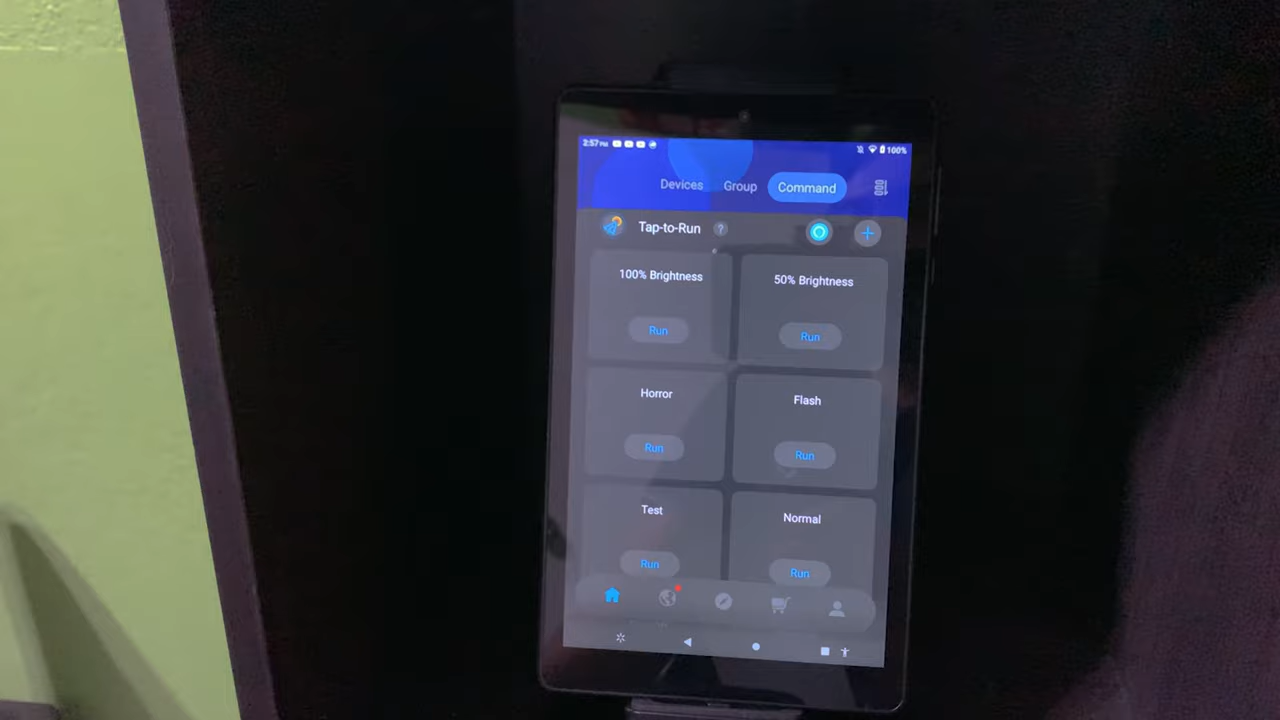 2:57 PM 100%
Devices Group Command
Tap-to-Run ?
100% Brightness 50% Brightness
Run Run
Horror Flash
Run Run
Test Normal
Run Run